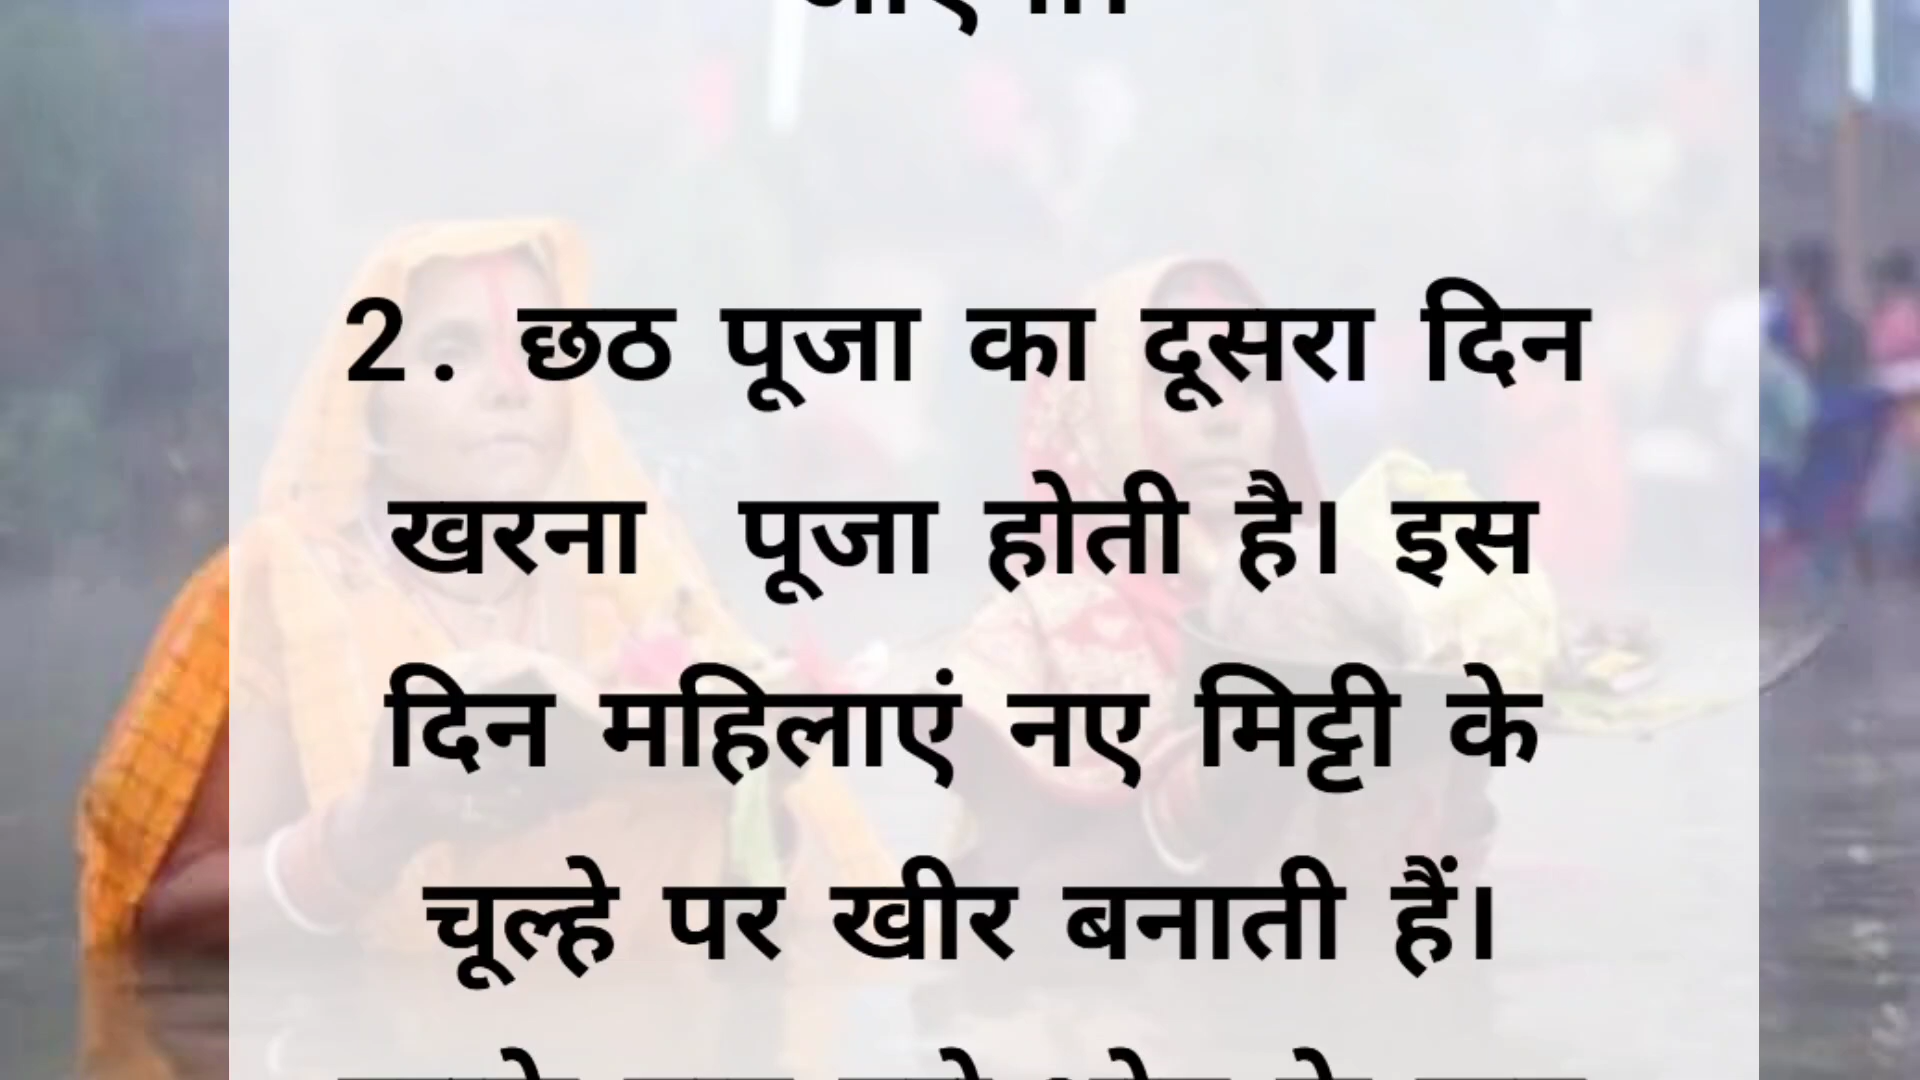 2. छठ पूजा का दूसरा दिन
खरना पूजा होती है। इस
दिन महिलाएं नए मिट्टी के
चूल्हे पर खीर बनाती हैं।